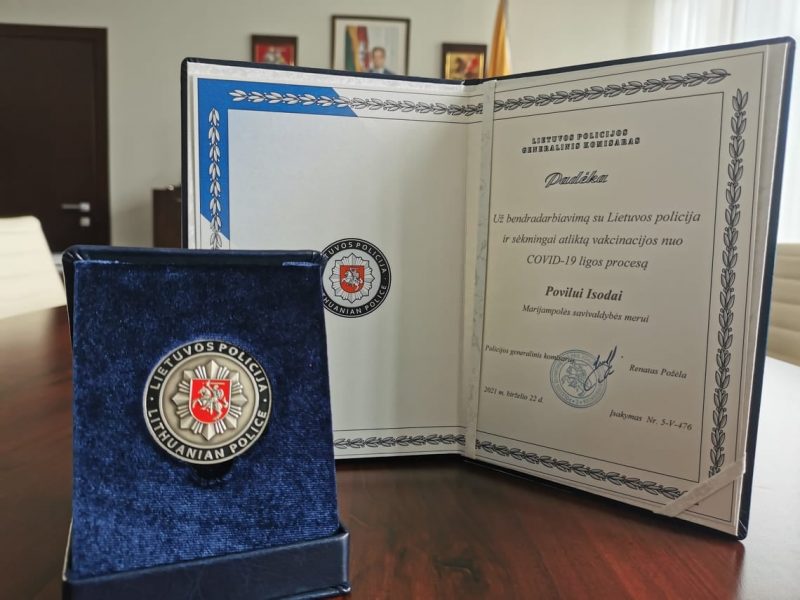 LIETUVOS POLICIJOS
GENERALINIS KOMISARAS
Padėka
Už bendradarbiavimą su Lietuvos policija
ir sėkmingai atliktą vakcinacijos nuo
COVID-19 ligos procesą
Povilui Isodai
Marijampolės savivaldybės merui
Policijos generalinis komisaras
Renatas Požėla
2021 m. birželio 22 d.
Įsakymas Nr. 5-V-476
LIETUVOS POLICIJA
LITHUANIAN POLICE
LIETUVOS POLICIJA
LITHUANIAN POLICE